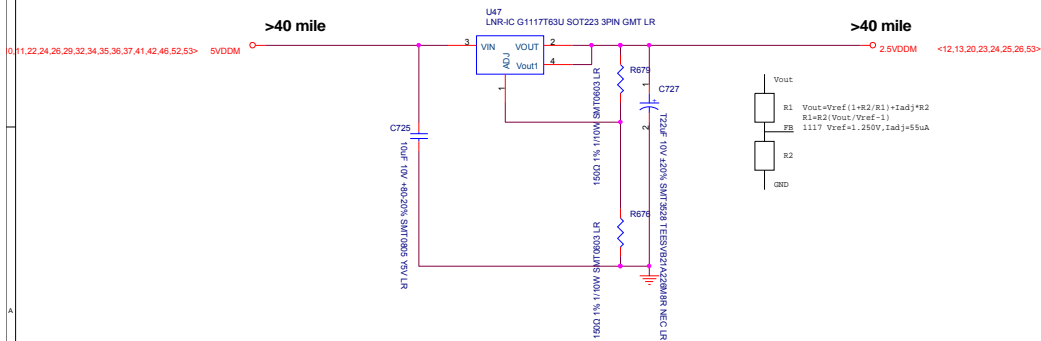 U47
LNR-IC G1117T63U SOT223 3PIN GMT LR
>40 mile
>40 mile
0,11,22,24,26,29,32,34,35,36,37,41,42,46,52,53>
5VDDM
3
VIN
VOUT
2
ADJ
Vout1
4
1
2.5VDDM
<12,13,20,23,24,25,26,53>
R679
150Ω 1% 1/10W SMT0603 LR
C727
1
+
2
T22uF 10V ±20% SMT3528 TEESVB21A226M8R NEC LR
C725
10uF 10V +80-20% SMT0805 Y5V LR
R676
150Ω 1% 1/10W SMT0603 LR
Vout
R1
FB
R2
GND
Vout=Vref(1+R2/R1)+Iadj*R2
R1=R2(Vout/Vref-1)
1117 Vref=1.250V,Iadj=55uA
A